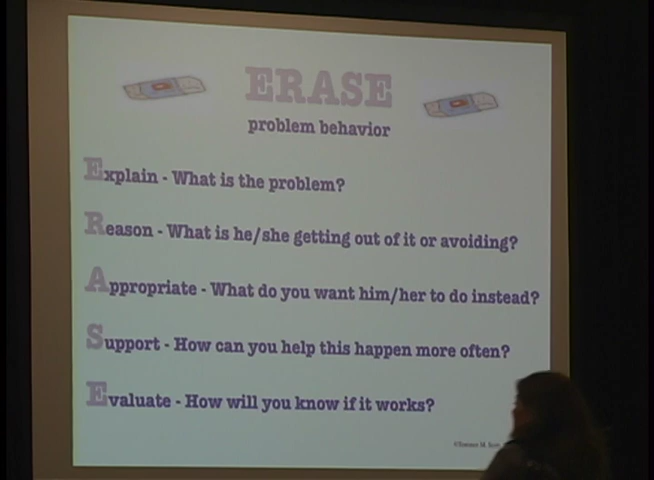 ERASE
problem behavior
Explain - What is the problem?
Reason - What is he/she getting out of it or avoiding?
Appropriate - What do you want him/her to do instead?
Support - How can you help this happen more often?
Evaluate - How will you know if it works?